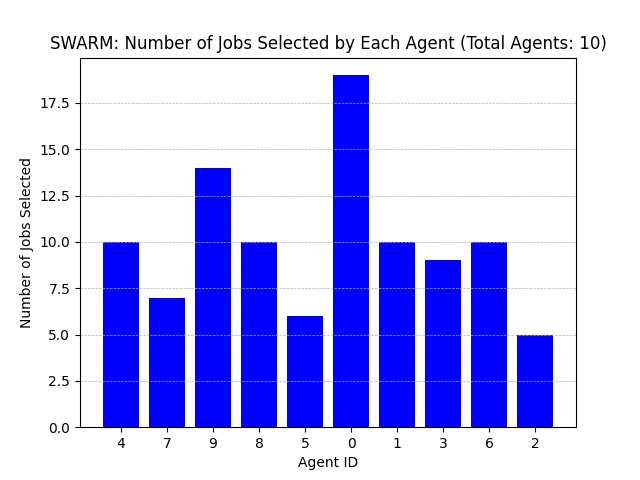 SWARM: Number of Jobs Selected by Each Agent (Total Agents: 10)
Number of Jobs Selected
17.5
15.0
12.5
10.0
7.5
5.0
2.5
0.0
4 7 9 8 5 0 1 3 6 2
Agent ID